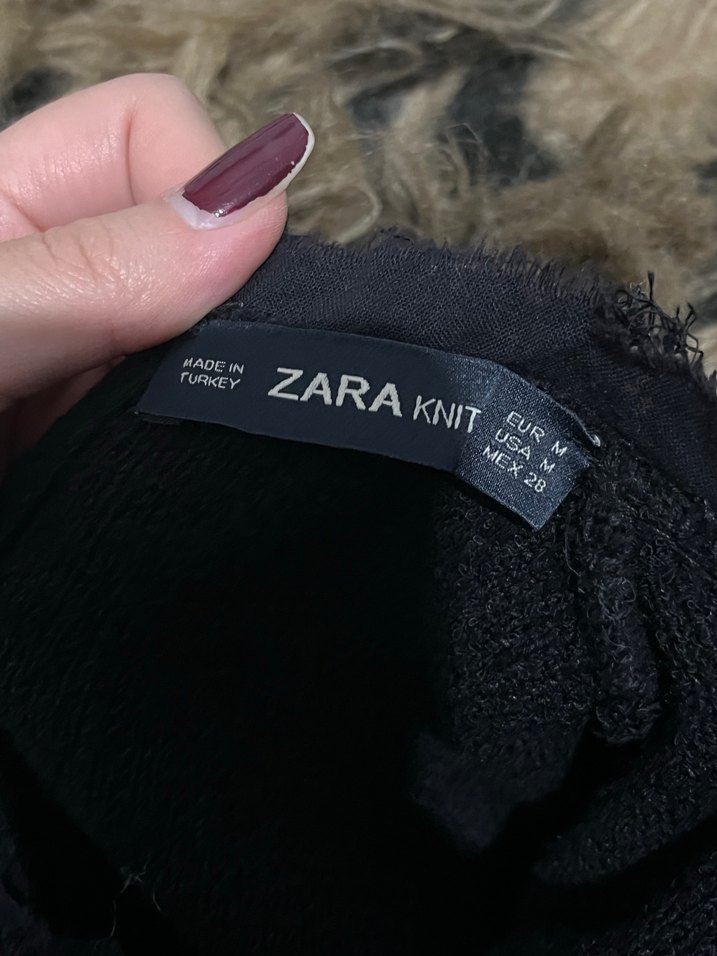 MADE IN
TURKEY
ZARA KNIT
EUR M
USA M
MEX 28